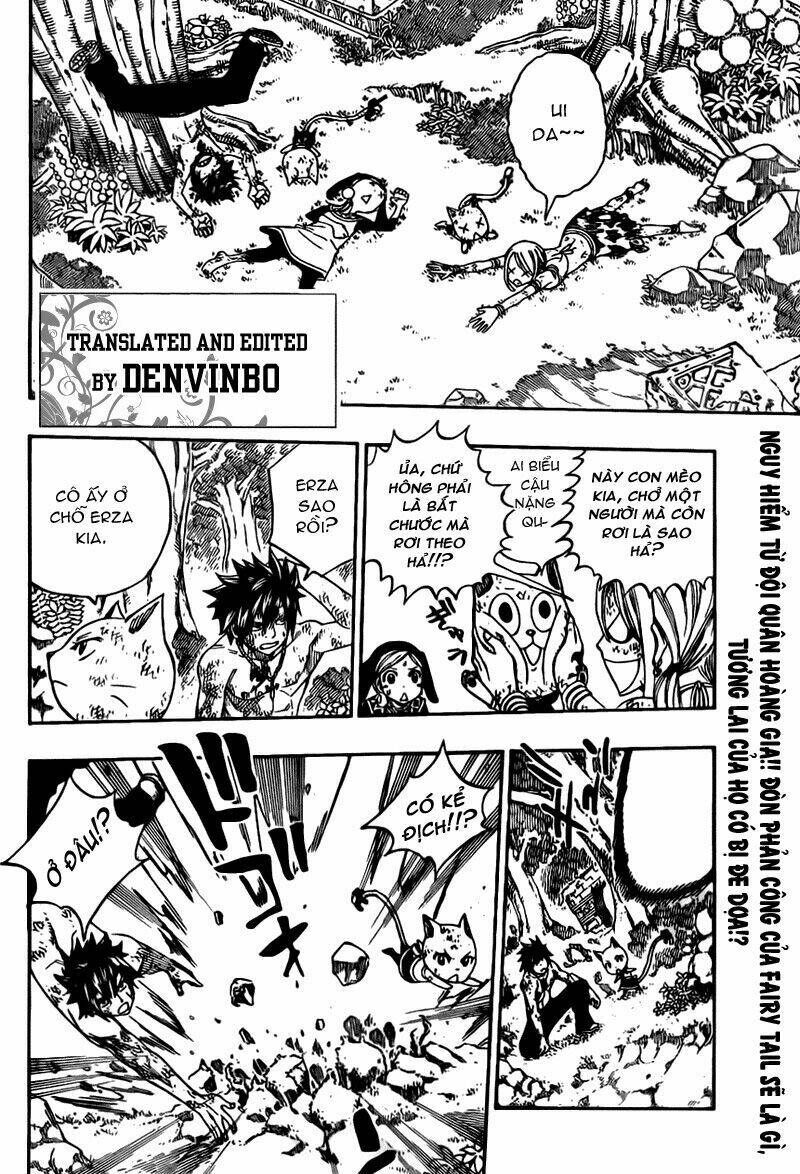 UI
DA~~
TRANSLATED AND EDITED
BY DENVINBO
NGUY HIỂM TỪ ĐỘI QUÂN HOÀNG GIA!! ĐÒN PHẢN CÔNG CỦA FAIRY TAIL SẼ LÀ GÌ,
TƯƠNG LAI CỦA HỌ CÓ BỊ ĐE DỌA!?
NÀY CON MÈO
KIA, CHỞ MỘT
NGƯỜI MÀ CÒN
RƠI LÀ SAO
HẢ?
AI BIỂU
CẬU
NẶNG
QU-
ỦA, CHỨ
HÔNG PHẢI
LÀ BẮT
CHƯỚC MÀ
RƠI THEO
HẢ!!?
ERZA
SAO
RỒI?
CÔ ẤY Ở
CHỖ ERZA
KIA.
CÓ KẺ
ĐỊCH!!?
Ở ĐÂU!?